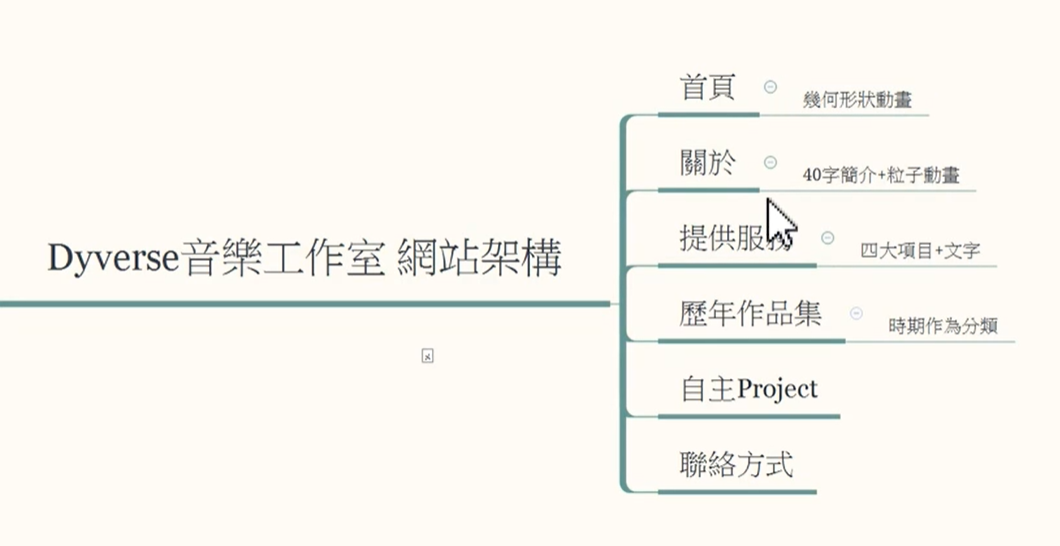 Dyverse音樂工作室 網站架構
首頁
幾何形狀動畫
關於
40字簡介+粒子動畫
提供服務
四大項目+文字
歷年作品集
時期作為分類
自主Project
聯絡方式